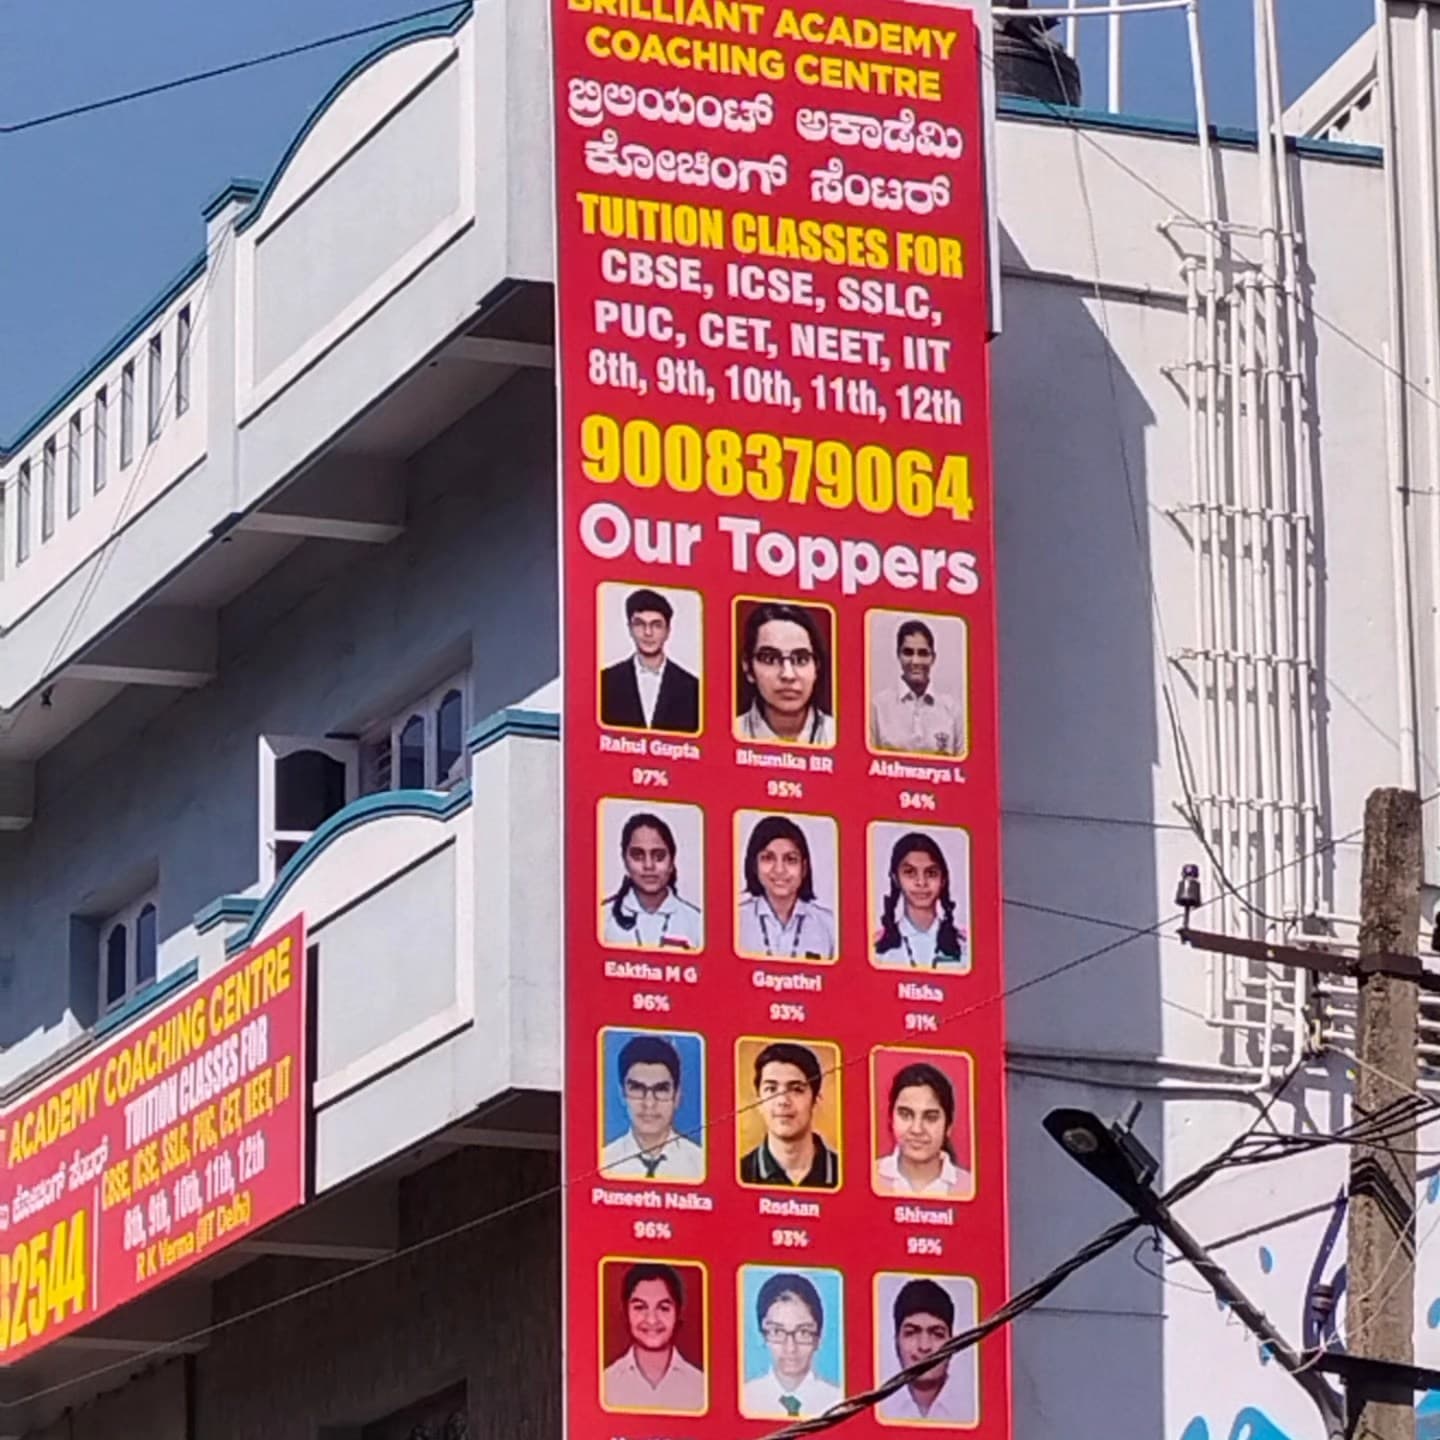 BRILLIANT ACADEMY
COACHING CENTRE
ಬ್ರಿಲಿಯಂಟ್ ಅಕಾಡೆಮಿ
ಕೋಚಿಂಗ್ ಸೆಂಟರ್
TUITION CLASSES FOR
CBSE, ICSE, SSLC,
PUC, CET, NEET, IIT
8th, 9th, 10th, 11th, 12th
9008379064
Our Toppers
Rahul Gupta Bhumika BR Aishwarya L
97% 95% 94%
Eaktha M G Gayathri Nisha
96% 93% 91%
Puneeth Naika Roshan Shivani
96% 93% 95%
ACADEMY COACHING CENTRE
ಕೋಚಿಂಗ್ ಸೆಂಟರ್
2544
TUITION CLASSES FOR
CBSE, ICSE, SSLC, PUC, CET, NEET, IIT
8th, 9th, 10th, 11th, 12th
R K Verma (IIT Delhi)